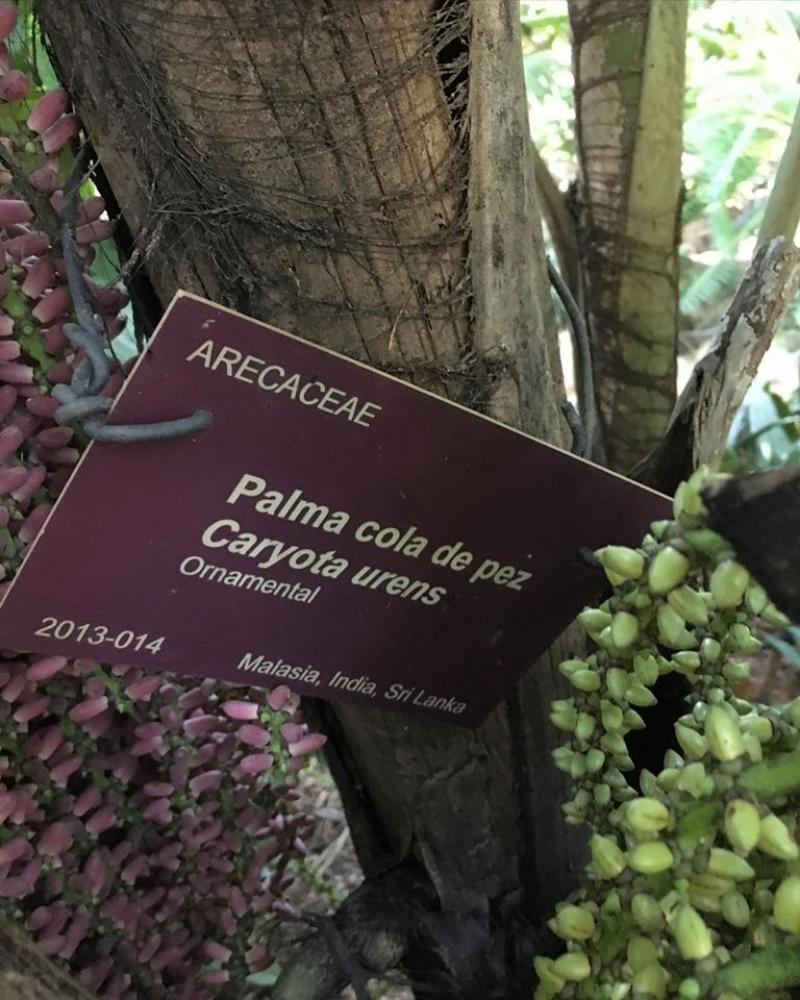 ARECACEAE
Palma cola de pez
Caryota urens
Ornamental
2013-014
Malasia, India, Sri Lanka